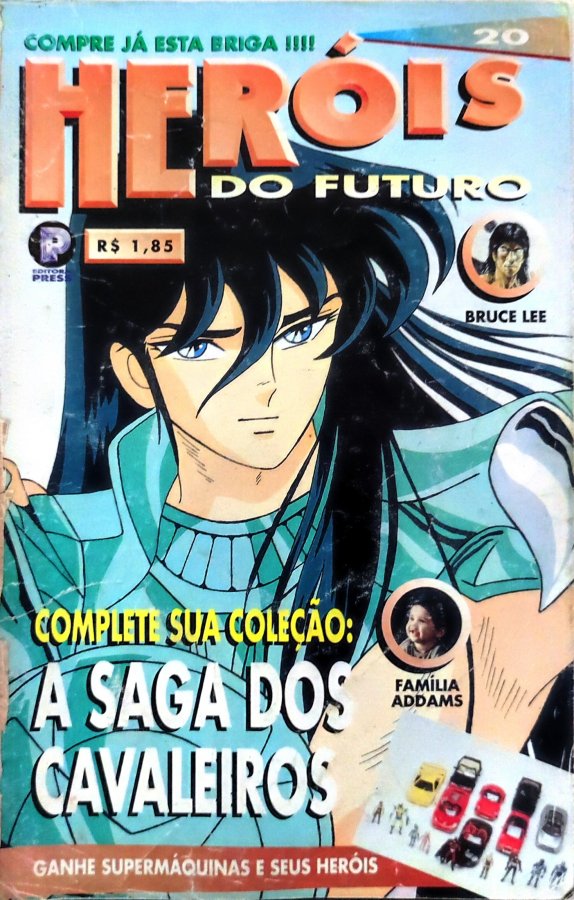 COMPRE JÁ ESTA BRIGA !!!!
20
HERÓIS
DO FUTURO
P
EDITORA
PRESS
R$ 1,85
BRUCE LEE
COMPLETE SUA COLEÇÃO:
A SAGA DOS
CAVALEIROS
FAMÍLIA
ADDAMS
GANHE SUPERMÁQUINAS E SEUS HERÓIS